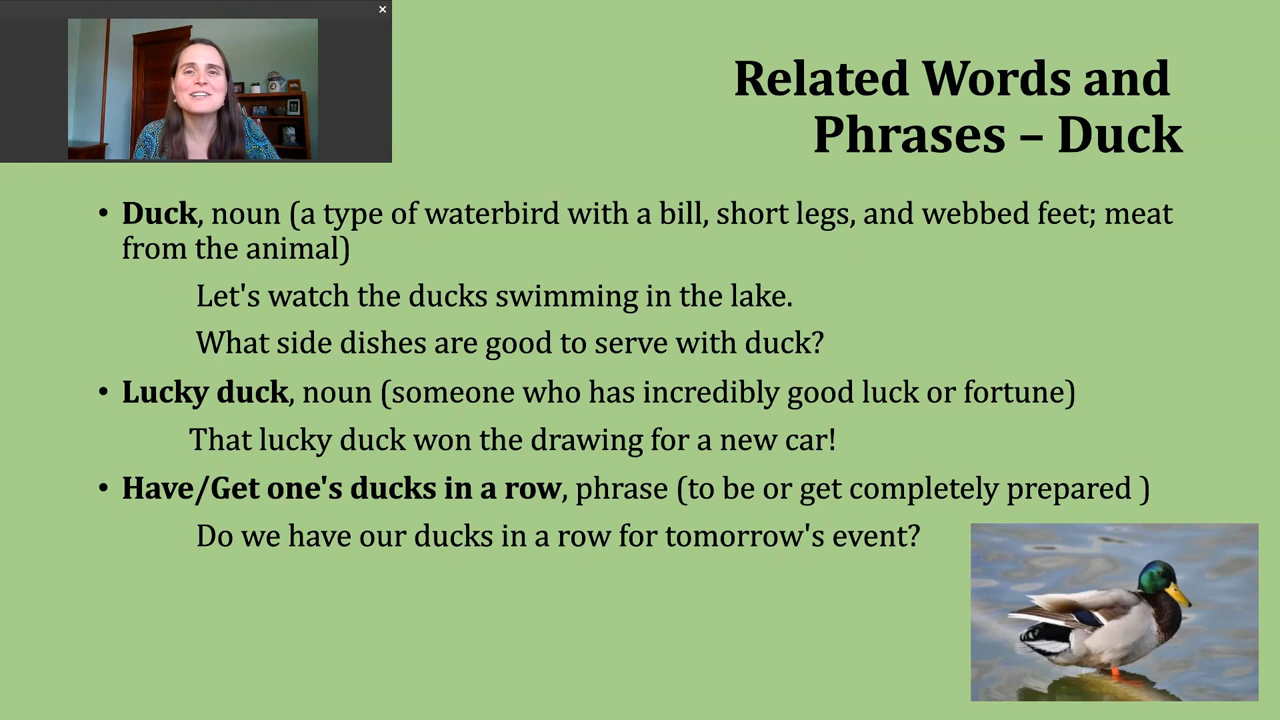 Related Words and
Phrases – Duck
• Duck, noun (a type of waterbird with a bill, short legs, and webbed feet; meat
from the animal)
Let's watch the ducks swimming in the lake.
What side dishes are good to serve with duck?
• Lucky duck, noun (someone who has incredibly good luck or fortune)
That lucky duck won the drawing for a new car!
• Have/Get one's ducks in a row, phrase (to be or get completely prepared )
Do we have our ducks in a row for tomorrow's event?